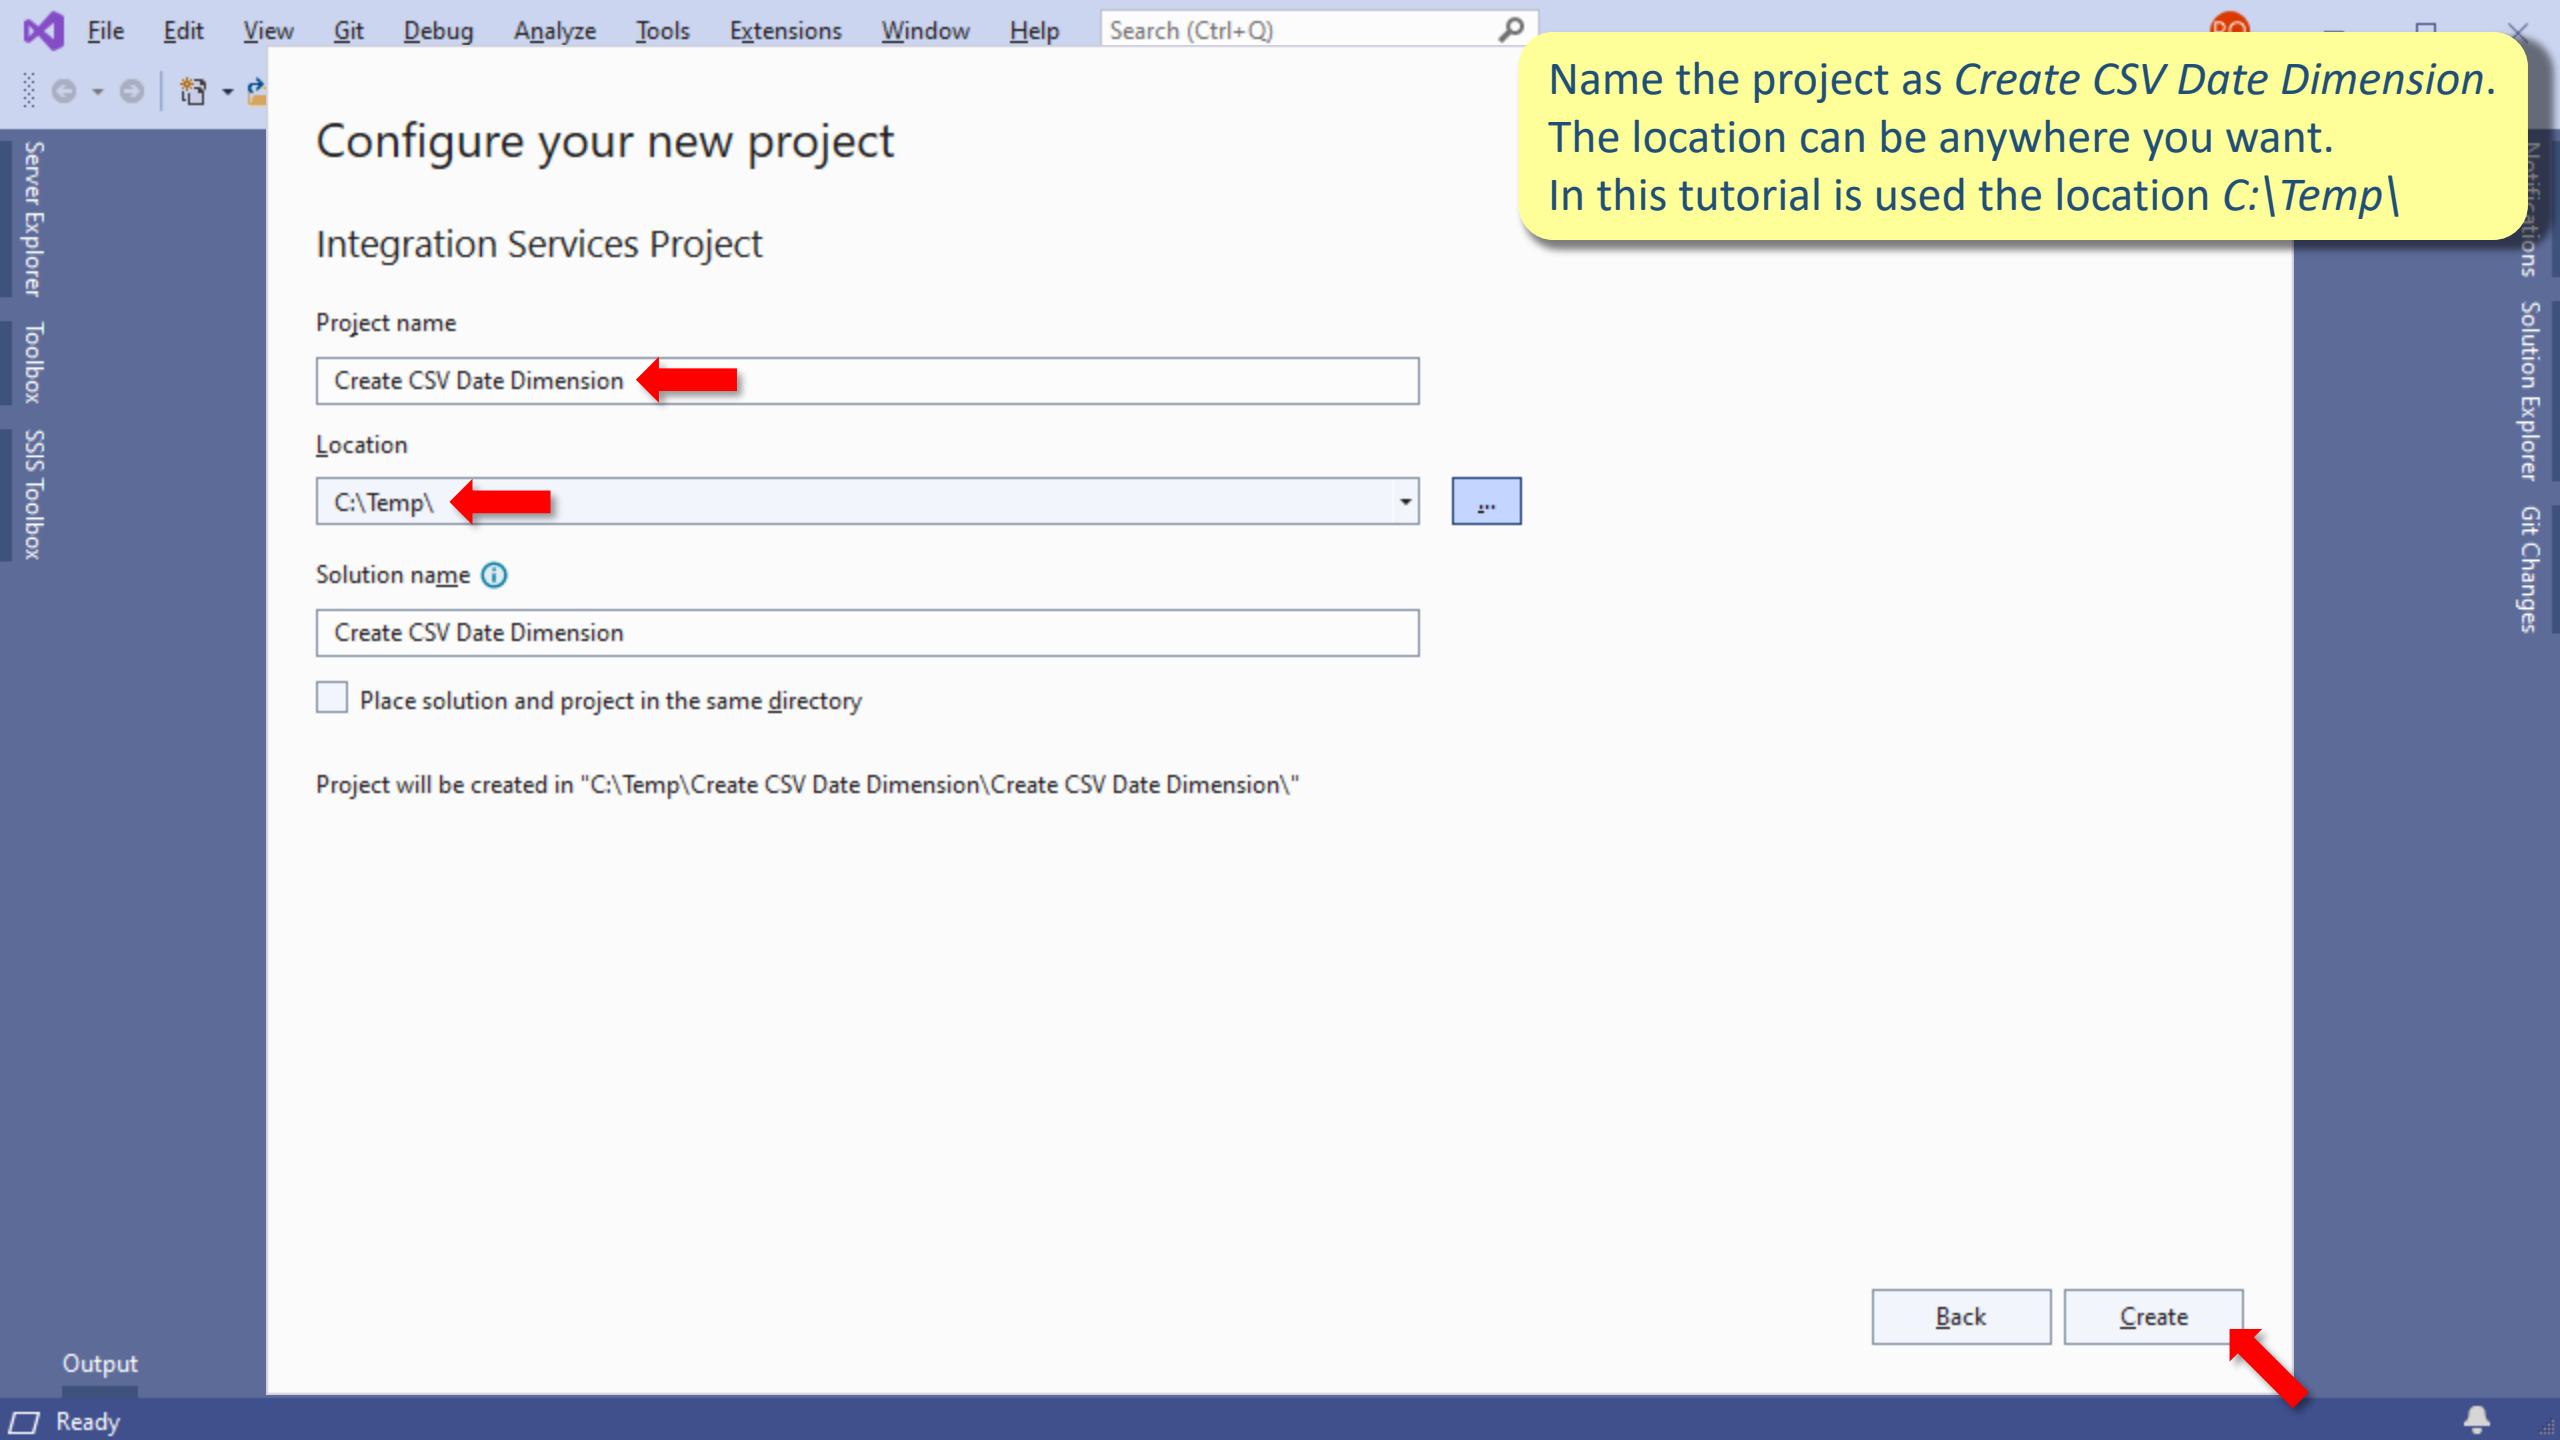 File Edit View Git Debug Analyze Tools Extensions Window Help Search (Ctrl+Q)
Name the project as Create CSV Date Dimension.
The location can be anywhere you want.
In this tutorial is used the location C:\Temp\
Configure your new project
Integration Services Project
Project name
Create CSV Date Dimension
Location
C:\Temp\
...
Solution name
Create CSV Date Dimension
Place solution and project in the same directory
Project will be created in "C:\Temp\Create CSV Date Dimension\Create CSV Date Dimension\"
Back Create
Server Explorer
Toolbox
SSIS Toolbox
Notifications
Solution Explorer
Git Changes
Output
Ready